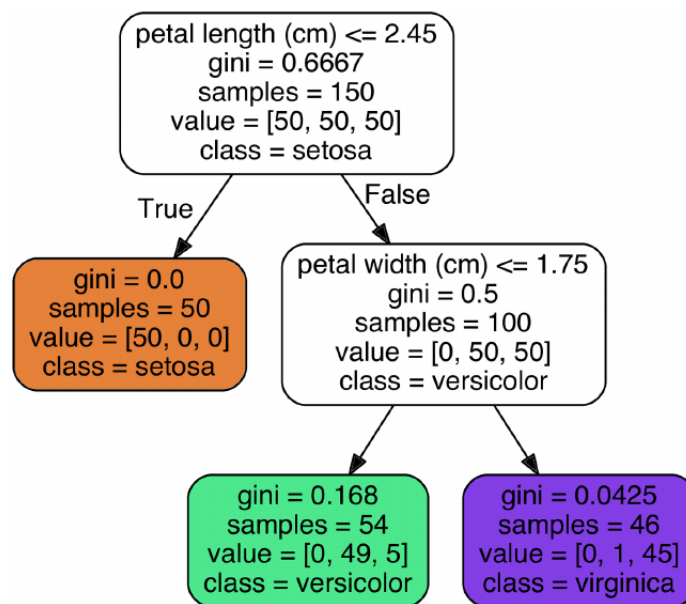 petal length (cm) <= 2.45
gini = 0.6667
samples = 150
value = [50, 50, 50]
class = setosa
True
False
gini = 0.0
samples = 50
value = [50, 0, 0]
class = setosa
petal width (cm) <= 1.75
gini = 0.5
samples = 100
value = [0, 50, 50]
class = versicolor
gini = 0.168
samples = 54
value = [0, 49, 5]
class = versicolor
gini = 0.0425
samples = 46
value = [0, 1, 45]
class = virginica